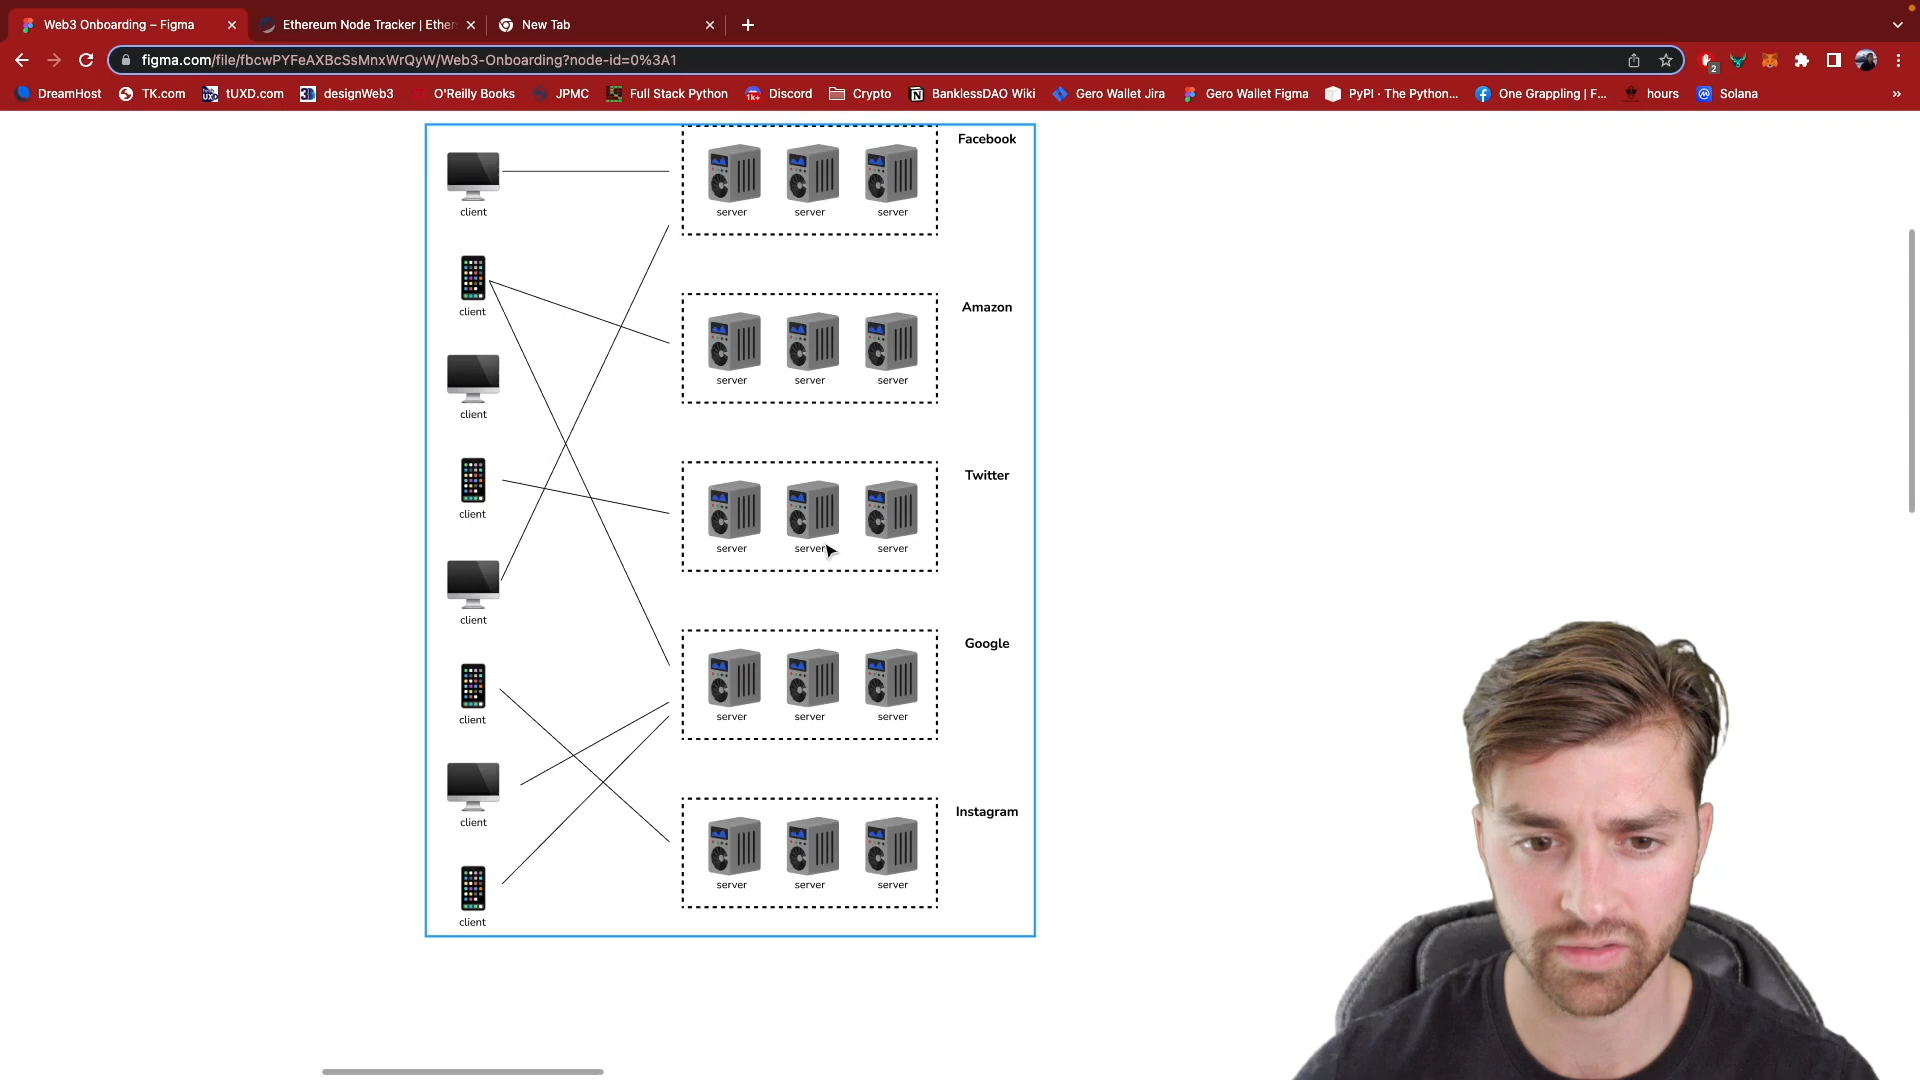 Web3 Onboarding – Figma
Ethereum Node Tracker | Ether
New Tab
figma.com/file/fbcwPYFeAXBcSsMnxWrQyW/Web3-Onboarding?node-id=0%3A1
2
DreamHost
TK.com
tUXD.com
designWeb3
O'Reilly Books
JPMC
Full Stack Python
1k+
Discord
Crypto
BanklessDAO Wiki
Gero Wallet Jira
Gero Wallet Figma
PyPI · The Python...
One Grappling | F...
hours
Solana
»
Facebook
client
server server server
client
Amazon
server server server
client
Twitter
client
server server server
client
Google
client
server server server
client
Instagram
server server server
client